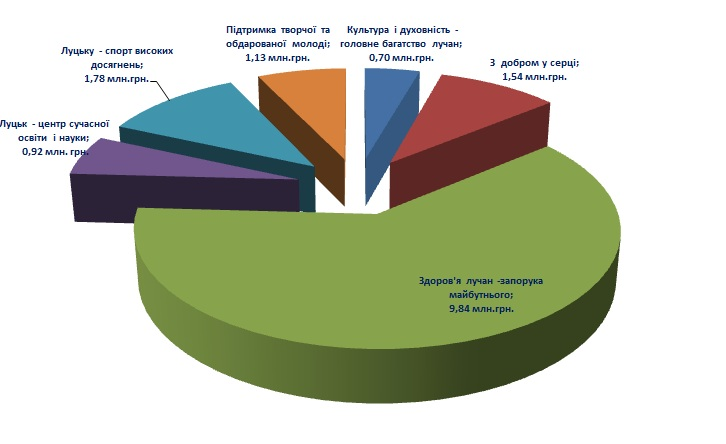 Підтримка творчої та
обдарованої молоді;
1,13 млн.грн.
Культура і духовність -
головне багатство лучан;
0,70 млн.грн.
Луцьку - спорт високих
досягнень;
1,78 млн.грн.
З добром у серці;
1,54 млн.грн.
Луцьк - центр сучасної
освіти і науки;
0,92 млн. грн.
Здоров'я лучан -запорука
майбутнього;
9,84 млн.грн.